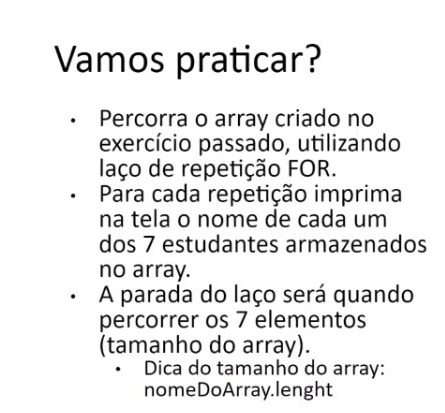 Vamos praticar?
• Percorra o array criado no
exercício passado, utilizando
laço de repetição FOR.
• Para cada repetição imprima
na tela o nome de cada um
dos 7 estudantes armazenados
no array.
• A parada do laço será quando
percorrer os 7 elementos
(tamanho do array).
• Dica do tamanho do array:
nomeDoArray.lenght